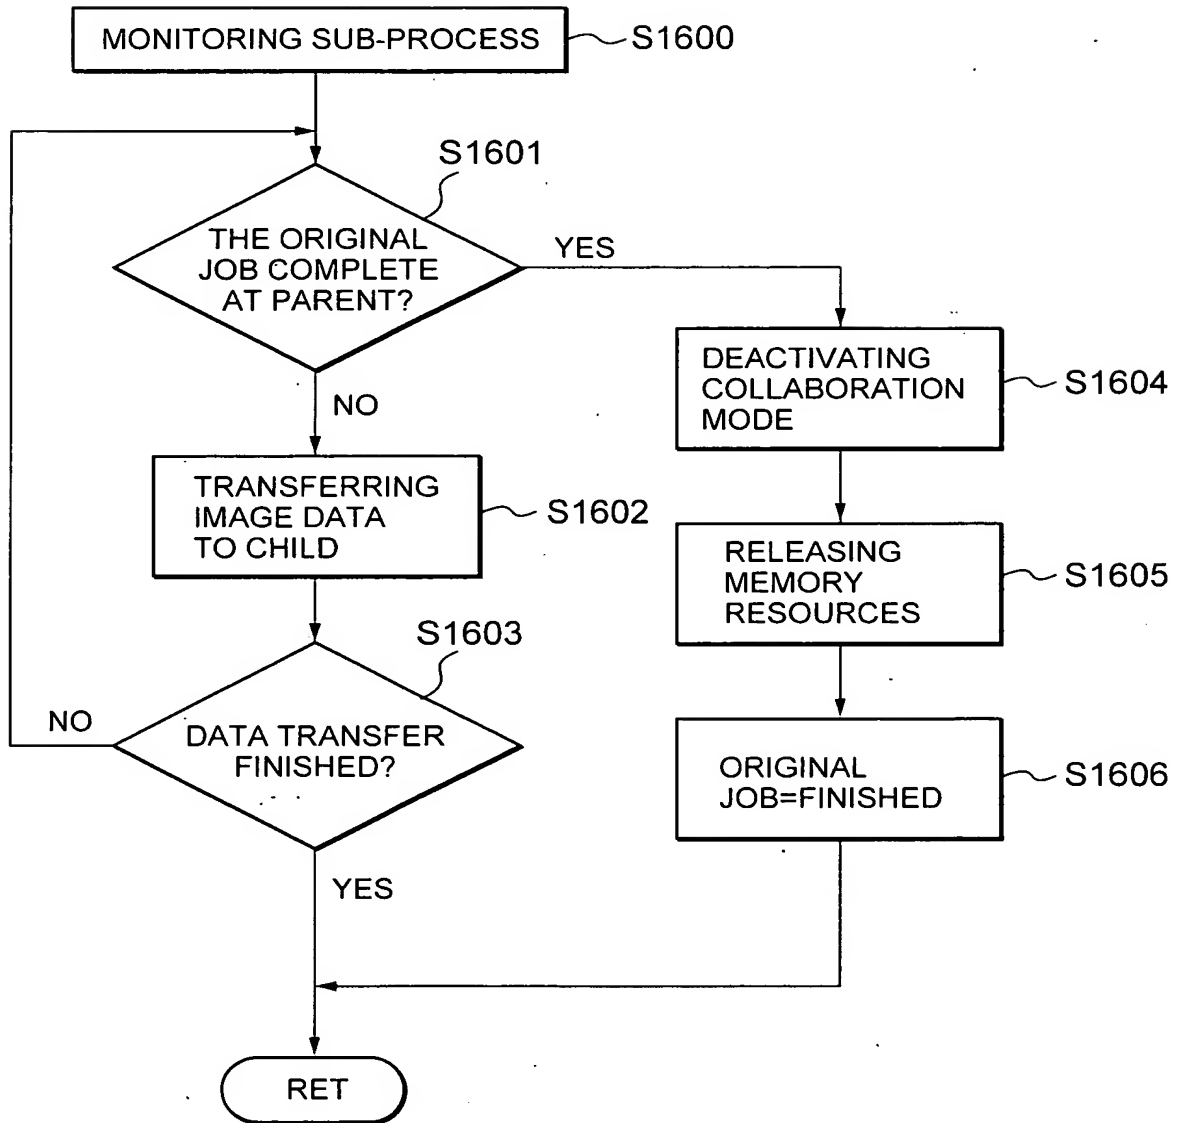 MONITORING SUB-PROCESS
S1600
S1601
THE ORIGINAL
JOB COMPLETE
AT PARENT?
YES
NO
DEACTIVATING
COLLABORATION
MODE
S1604
TRANSFERRING
IMAGE DATA
TO CHILD
S1602
RELEASING
MEMORY
RESOURCES
S1605
S1603
NO
DATA TRANSFER
FINISHED?
ORIGINAL
JOB=FINISHED
S1606
YES
RET